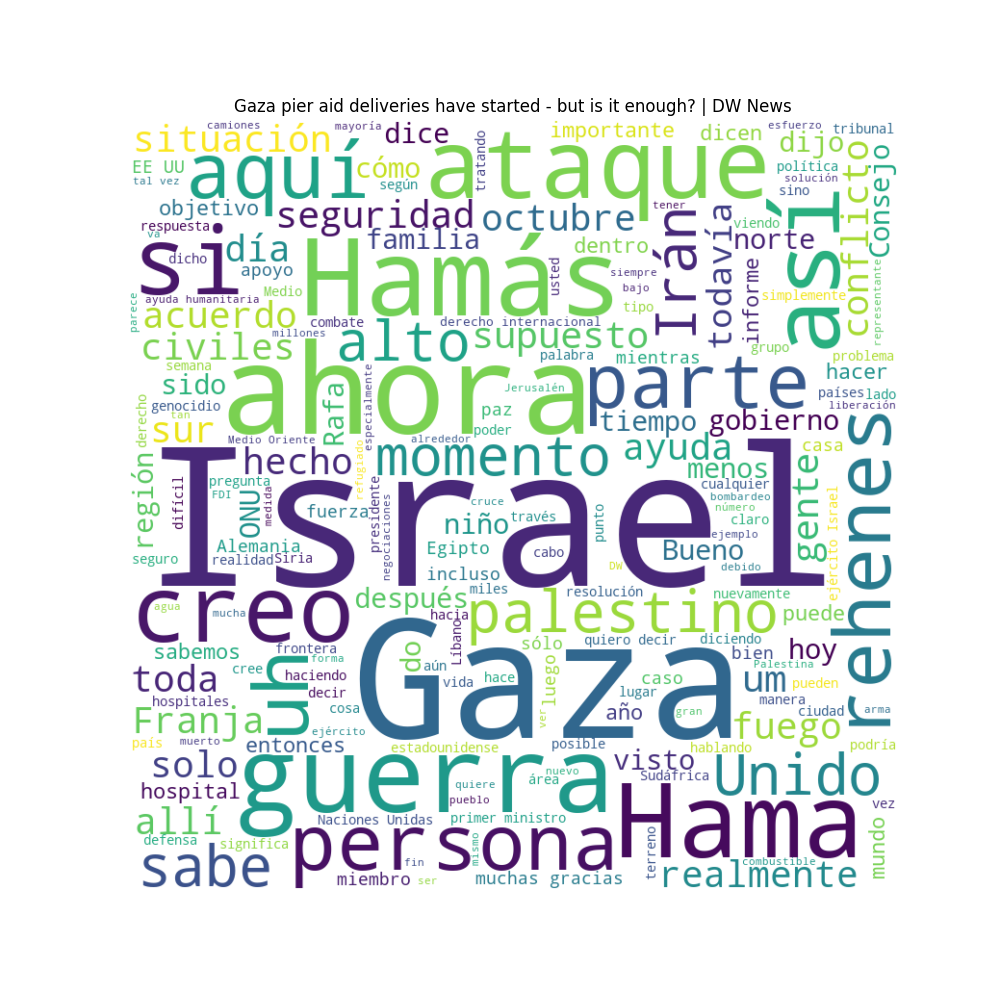 Gaza pier aid deliveries have started - but is it enough? | DW News
camiones
mayoría
esfuerzo
situación
dice
importante
dicen
dijo
tribunal
EE UU
aquí
cómo
ataque
tratando
política
tal vez
según
solución
sino
conflicto
Consejo
objetivo
seguridad
octubre
tener
así
respuesta
va
si
día
familia
dentro
Irán
todavía
viendo
norte
dicho
apoyo
Hamás
usted
siempre
bajo
informe
representante
parece
ayuda humanitaria
Medio
tipo
simplemente
acuerdo
millones
combate
derecho internacional
supuesto
grupo
civiles
alto
palabra
mientras
problema
semana
sido
ahora
Jerusalén
parte
hacer
países
lado
genocidio
derecho
tan
Rafa
especialmente
paz
poder
tiempo
gobierno
liberación
sur
Medio Oriente
refugiado
alrededor
ayuda
casa
rehenes
región
difícil
hecho
momento
menos
gente
pregunta
FDI
ONU
medida
fuerza
presidente
negociaciones
cruce
través
punto
cualquier
bombardeo
número
claro
ejército Israel
Israel
niño
Alemania
realidad
Siria
Egipto
cabo
Bueno
ejemplo
debido
seguro
incluso
DW
agua
mucha
creo
después
miles
resolución
nuevamente
hacia
palestino
puede
sabemos
frontera
forma
cree
uh
do
aún
Líbano
sólo
quiero decir
diciendo
bien
hoy
Palestina
toda
haciendo
decir
Gaza
vida
hace
luego
caso
lugar
um
pueden
manera
hospitales
cosa
ejército
ver
año
gran
ciudad
arma
Franja
país
muerto
entonces
estadounidense
posible
hablando
fuego
podría
solo
guerra
quiere
nuevo
área
visto
Sudáfrica
Unido
hospital
pueblo
Hama
vez
allí
Naciones Unidas
primer ministro
mundo
defensa
significa
persona
fin
mismo
terreno
combustible
sabe
miembro
ser
muchas gracias
realmente